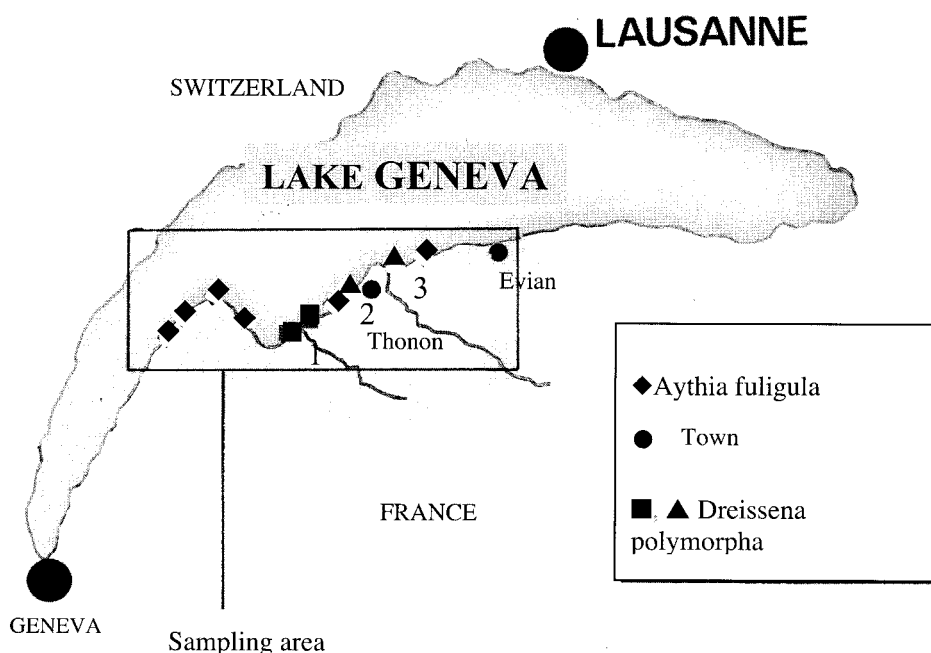 LAUSANNE
SWITZERLAND
LAKE GENEVA
Evian
3
2
Thonon
1
Aythia fuligula
Town
Dreissena
polymorpha
FRANCE
GENEVA
Sampling area